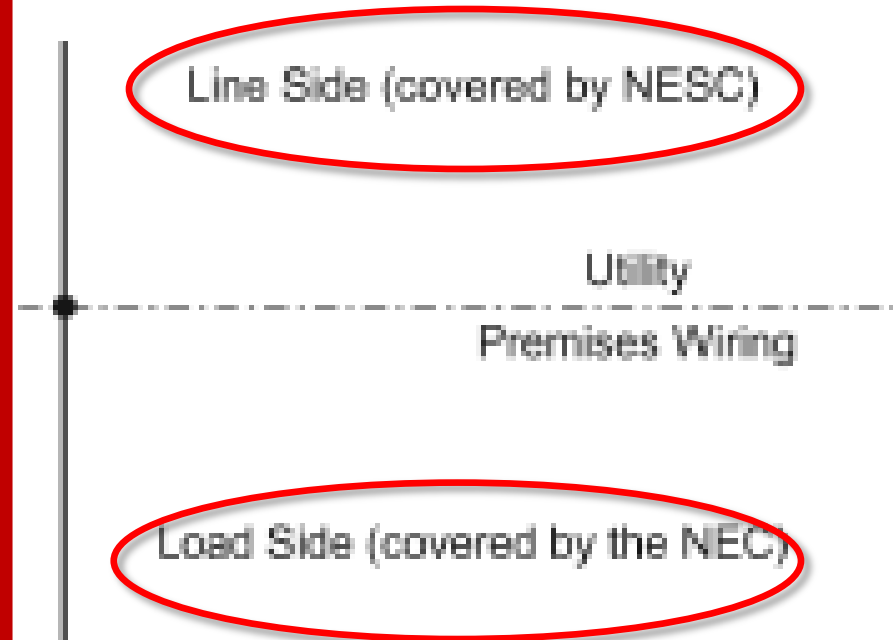 Line Side (covered by NESC)
Utility
Premises Wiring
Load Side (covered by the NEC)